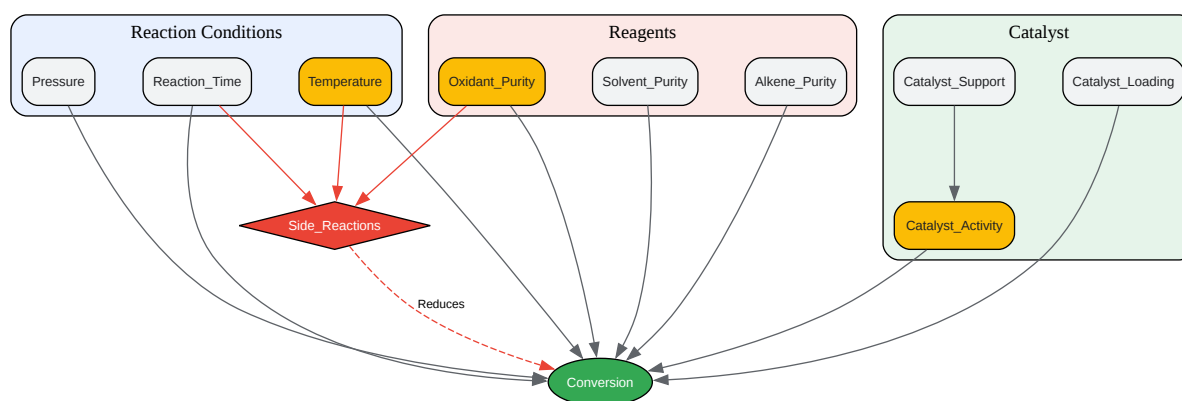 Reaction Conditions
Reagents
Catalyst
Pressure
Reaction_Time
Temperature
Oxidant_Purity
Solvent_Purity
Alkene_Purity
Catalyst_Support
Catalyst_Loading
Side_Reactions
Catalyst_Activity
Reduces
Conversion